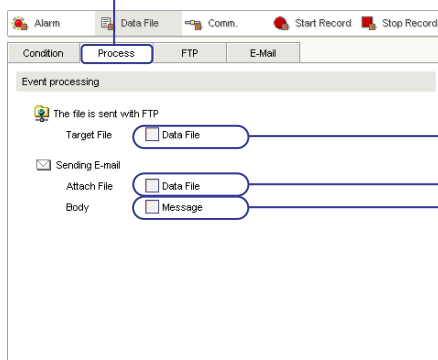 Alarm Data File Comm. Start Record Stop Record
Condition Process FTP E-Mail
Event processing
The file is sent with FTP
Target File Data File
Sending E-mail
Attach File Data File
Body Message